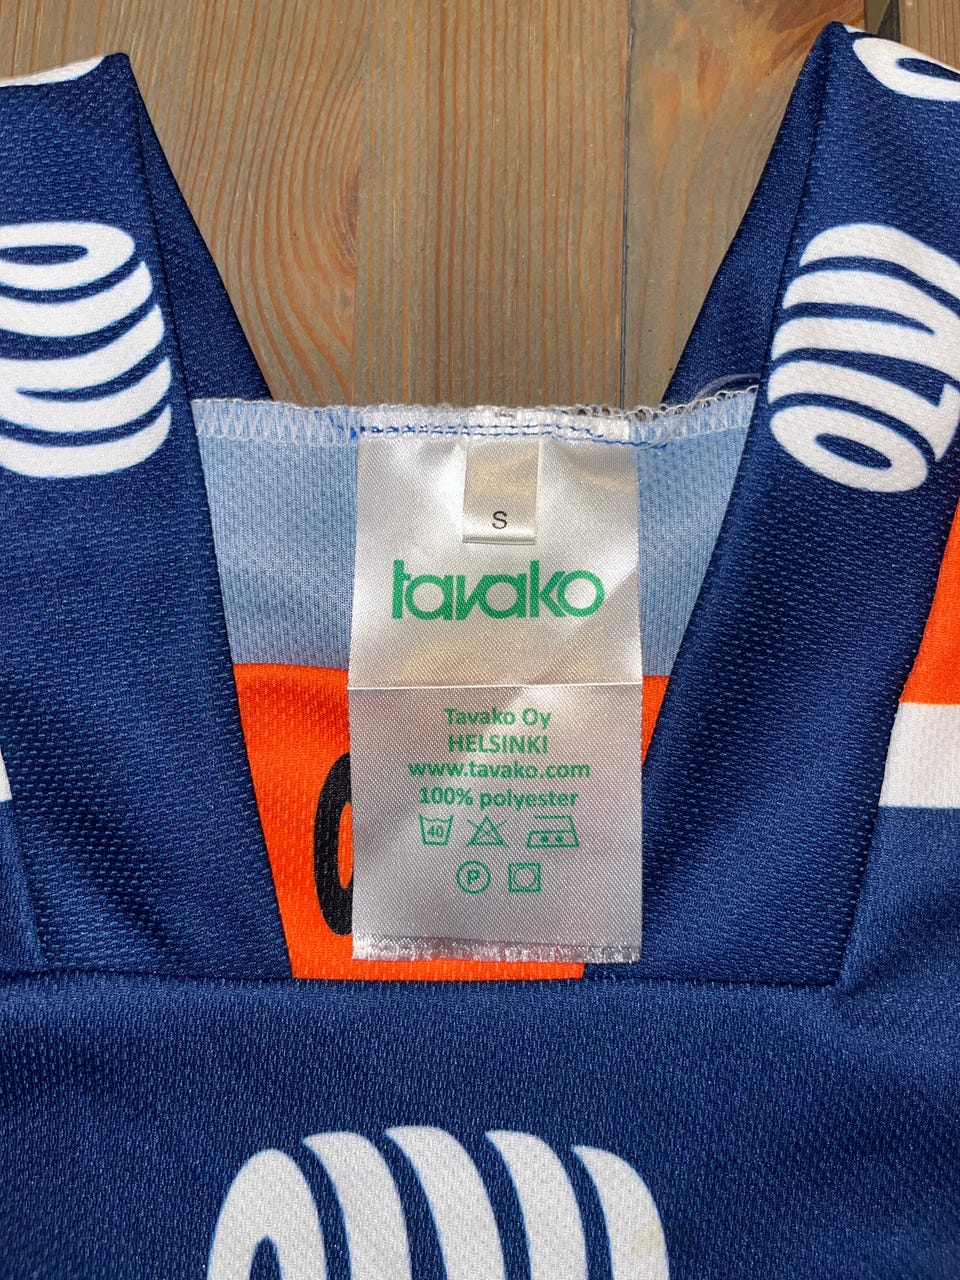 S
tavako
Tavako Oy
HELSINKI
www.tavako.com
100% polyester
40
P